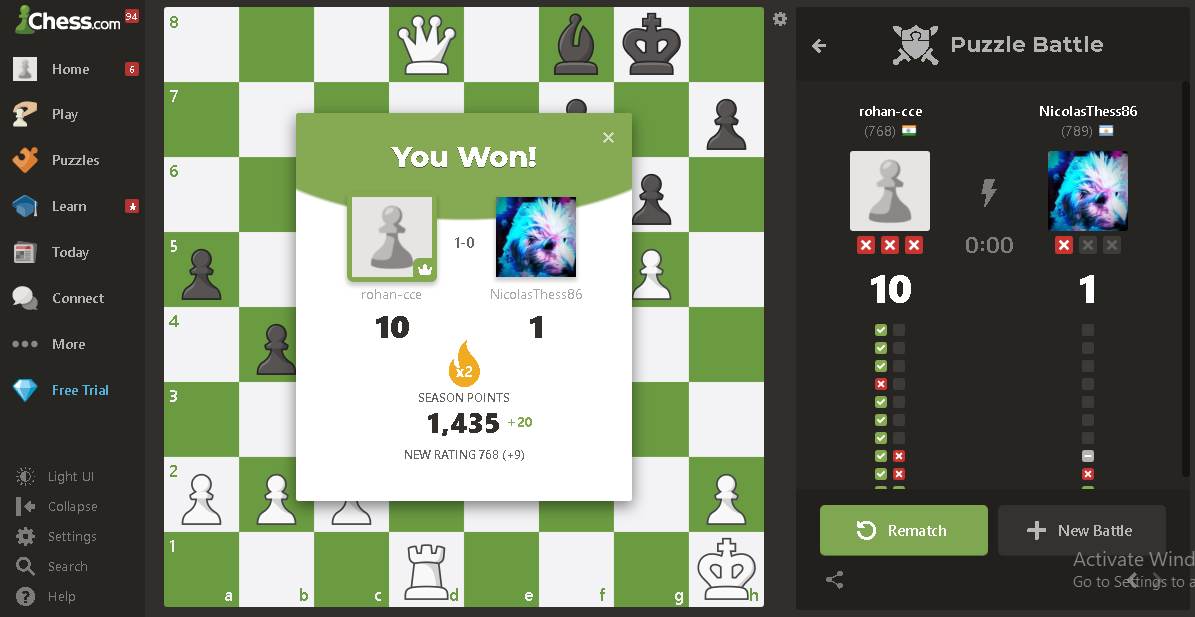 Chess.com 94
Home 6
Play
Puzzles
Learn
Today
Connect
More
Free Trial
Light UI
Collapse
Settings
Search
Help
8
7
6
5
4
3
2
1
a b c d e f g h
You Won!
1-0
rohan-cce NicolasThess86
10 1
x2
SEASON POINTS
1,435 +20
NEW RATING 768 (+9)
Puzzle Battle
rohan-cce NicolasThess86
(768) (789)
0:00
10 1
Rematch New Battle
Activate Wind
Go to Settings to a